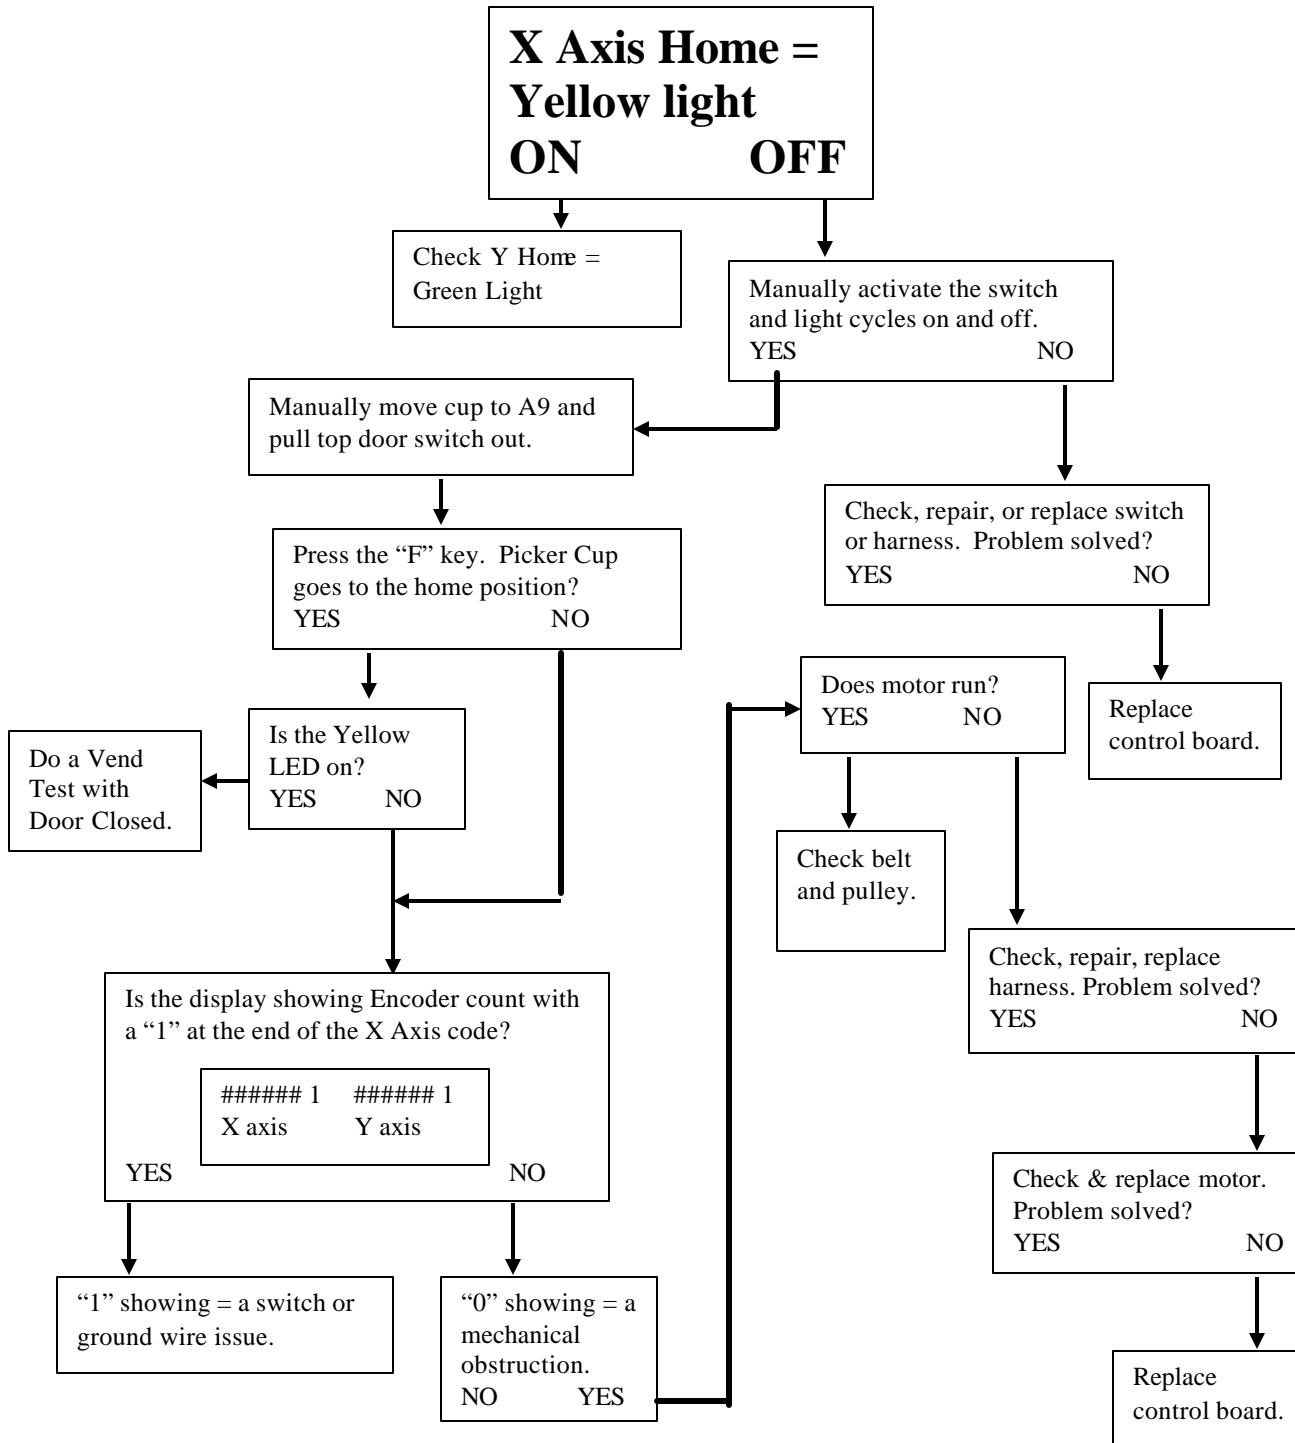 X Axis Home =
Yellow light
ON OFF
Check Y Home =
Green Light
Manually activate the switch
and light cycles on and off.
YES NO
Manually move cup to A9 and
pull top door switch out.
Check, repair, or replace switch
or harness. Problem solved?
YES NO
Press the “F” key. Picker Cup
goes to the home position?
YES NO
Does motor run?
YES NO
Replace
control board.
Is the Yellow
LED on?
YES NO
Do a Vend
Test with
Door Closed.
Check belt
and pulley.
Check, repair, replace
harness. Problem solved?
YES NO
Is the display showing Encoder count with
a “1” at the end of the X Axis code?
###### 1 ###### 1
X axis Y axis
YES NO
Check & replace motor.
Problem solved?
YES NO
“1” showing = a switch or
ground wire issue.
“0” showing = a
mechanical
obstruction.
NO YES
Replace
control board.